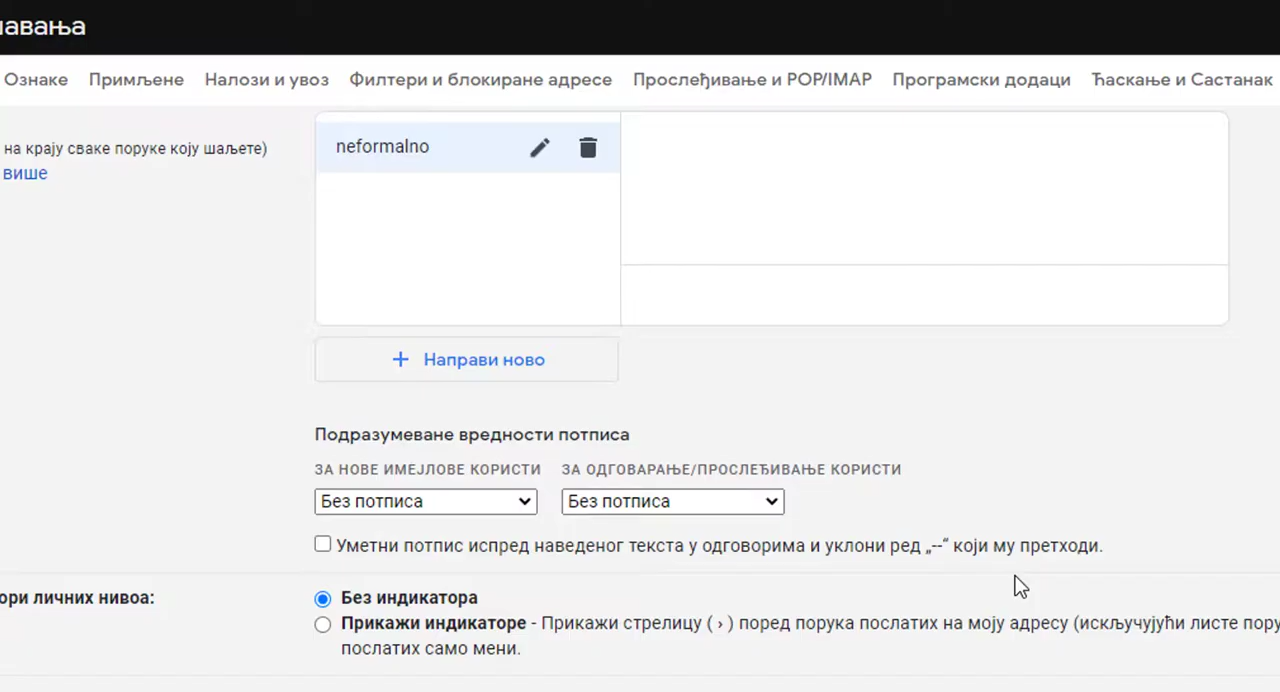 авања
Ознаке Примљене Налози и увоз Филтери и блокиране адресе Прослеђивање и POP/IMAP Програмски додаци Ћаскање и Састанак
neformalno
на крају сваке поруке коју шаљете)
више
+ Направи ново
Подразумеване вредности потписа
ЗА НОВЕ ИМЕЈЛОВЕ КОРИСТИ ЗА ОДГОВАРАЊЕ/ПРОСЛЕЂИВАЊЕ КОРИСТИ
Без потписа Без потписа
Уметни потпис испред наведеног текста у одговорима и уклони ред „--“ који му претходи.
ори личних нивоа: Без индикатора
Прикажи индикаторе - Прикажи стрелицу ( › ) поред порука послатих на моју адресу (искључујући листе пору
послатих само мени.